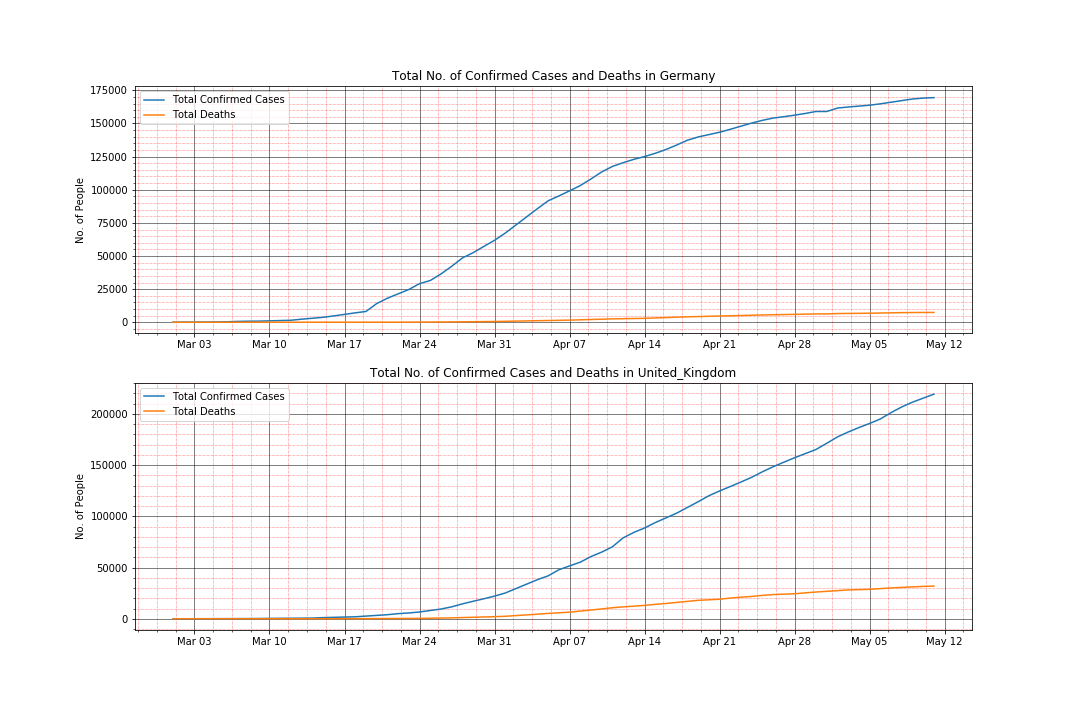 Total No. of Confirmed Cases and Deaths in Germany
Total Confirmed Cases
Total Deaths
No. of People
175000
150000
125000
100000
75000
50000
25000
0
Mar 03 Mar 10 Mar 17 Mar 24 Mar 31 Apr 07 Apr 14 Apr 21 Apr 28 May 05 May 12
Total No. of Confirmed Cases and Deaths in United_Kingdom
Total Confirmed Cases
Total Deaths
No. of People
200000
150000
100000
50000
0
Mar 03 Mar 10 Mar 17 Mar 24 Mar 31 Apr 07 Apr 14 Apr 21 Apr 28 May 05 May 12